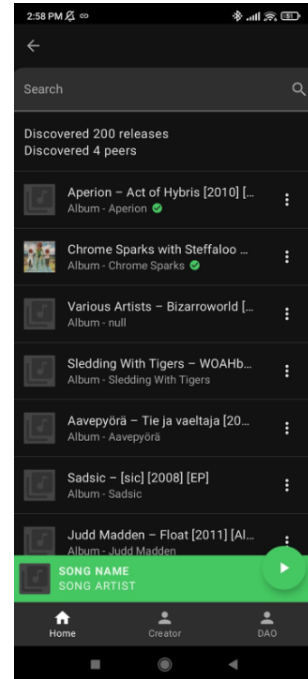 2:58 PM
Search
Discovered 200 releases
Discovered 4 peers
Aperion – Act of Hybris [2010] [...
Album - Aperion
Chrome Sparks with Steffaloo ...
Album - Chrome Sparks
Various Artists – Bizarroworld [...
Album - null
Sledding With Tigers – WOAHb...
Album - Sledding With Tigers
Aavepyörä – Tie ja vaeltaja [20...
Album - Aavepyörä
Sadsic – [sic] [2008] [EP]
Album - Sadsic
Judd Madden – Float [2011] [Al...
Album - Judd Madden
SONG NAME
SONG ARTIST
Home Creator DAO